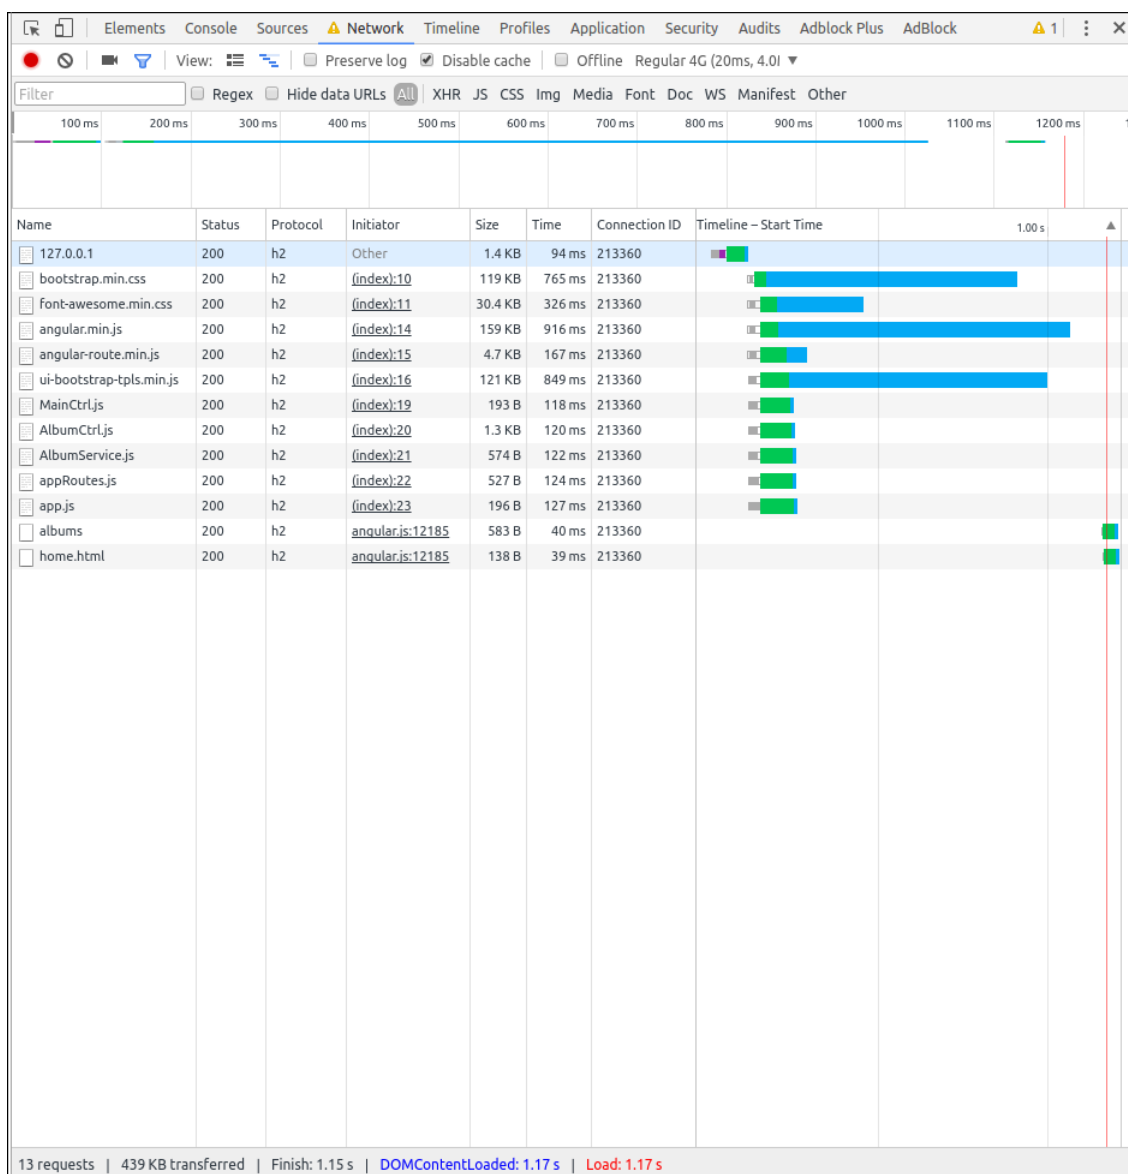 Elements Console Sources Network Timeline Profiles Application Security Audits Adblock Plus AdBlock 1
View: Preserve log Disable cache Offline Regular 4G (20ms, 4.0
Filter Regex Hide data URLs All XHR JS CSS Img Media Font Doc WS Manifest Other
100 ms 200 ms 300 ms 400 ms 500 ms 600 ms 700 ms 800 ms 900 ms 1000 ms 1100 ms 1200 ms
Name Status Protocol Initiator Size Time Connection ID Timeline – Start Time 1.00 s
127.0.0.1 200 h2 Other 1.4 KB 94 ms 213360
bootstrap.min.css 200 h2 (index):10 119 KB 765 ms 213360
font-awesome.min.css 200 h2 (index):11 30.4 KB 326 ms 213360
angular.min.js 200 h2 (index):14 159 KB 916 ms 213360
angular-route.min.js 200 h2 (index):15 4.7 KB 167 ms 213360
ui-bootstrap-tpls.min.js 200 h2 (index):16 121 KB 849 ms 213360
MainCtrl.js 200 h2 (index):19 193 B 118 ms 213360
AlbumCtrl.js 200 h2 (index):20 1.3 KB 120 ms 213360
AlbumService.js 200 h2 (index):21 574 B 122 ms 213360
appRoutes.js 200 h2 (index):22 527 B 124 ms 213360
app.js 200 h2 (index):23 196 B 127 ms 213360
albums 200 h2 angular.js:12185 583 B 40 ms 213360
home.html 200 h2 angular.js:12185 138 B 39 ms 213360
13 requests | 439 KB transferred | Finish: 1.15 s | DOMContentLoaded: 1.17 s | Load: 1.17 s